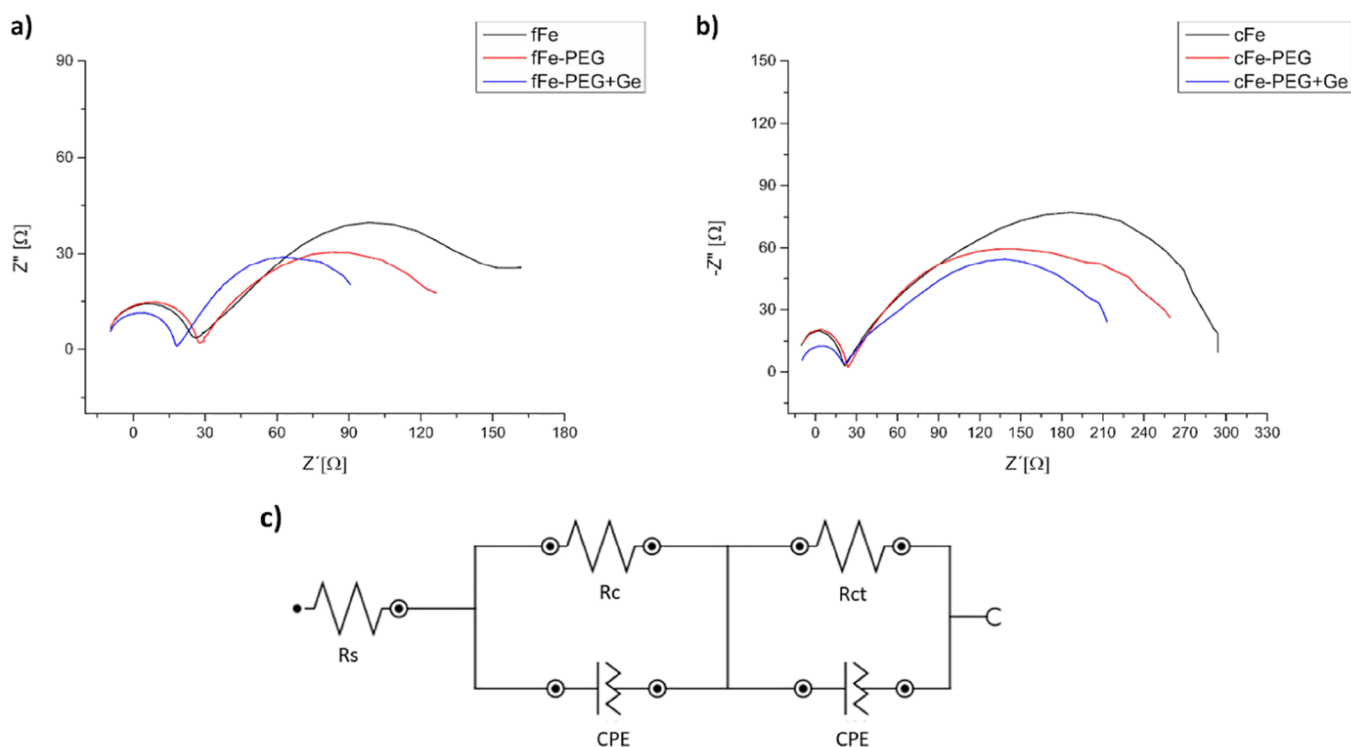 a)
fFe
fFe-PEG
fFe-PEG+Ge
90
60
30
0
Z" [Ω]
0 30 60 90 120 150 180
Z´[Ω]
b)
cFe
cFe-PEG
cFe-PEG+Ge
150
120
90
60
30
0
-Z" [Ω]
0 30 60 90 120 150 180 210 240 270 300 330
Z´[Ω]
c)
Rc
Rct
Rs
CPE
CPE